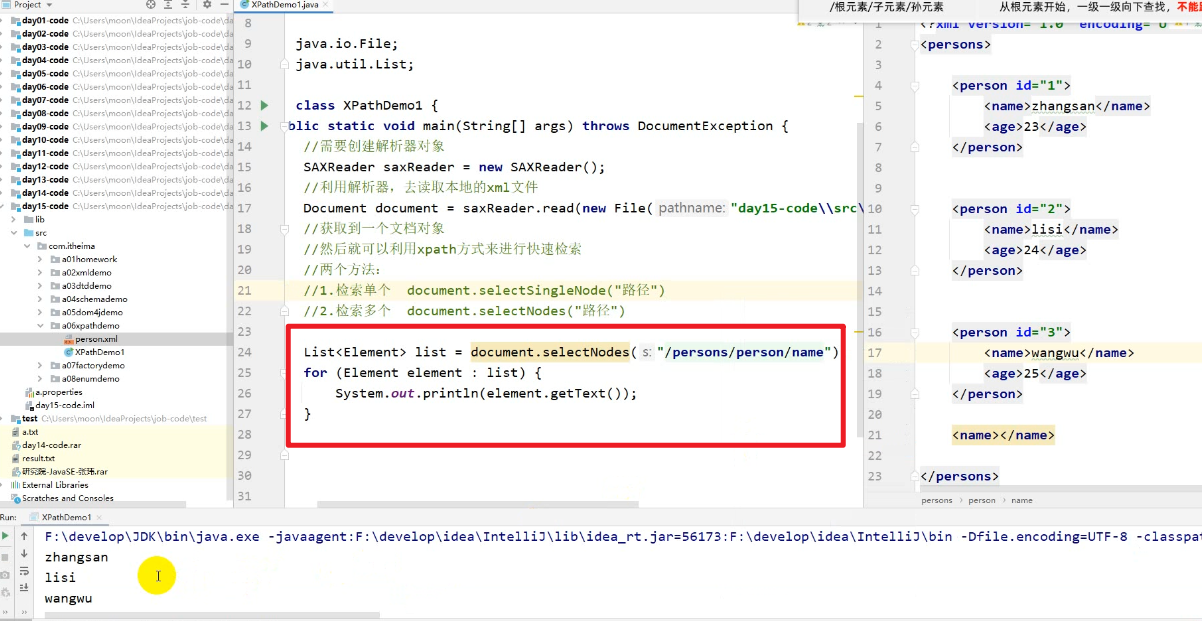 Project
day01-code C:\Users\moon\IdeaProjects\job-code\da
day02-code C:\Users\moon\IdeaProjects\job-code\da
day03-code C:\Users\moon\IdeaProjects\job-code\da
day04-code C:\Users\moon\IdeaProjects\job-code\da
day05-code C:\Users\moon\IdeaProjects\job-code\da
day06-code C:\Users\moon\IdeaProjects\job-code\da
day07-code C:\Users\moon\IdeaProjects\job-code\da
day08-code C:\Users\moon\IdeaProjects\job-code\da
day09-code C:\Users\moon\IdeaProjects\job-code\da
day10-code C:\Users\moon\IdeaProjects\job-code\da
day11-code C:\Users\moon\IdeaProjects\job-code\da
day12-code C:\Users\moon\IdeaProjects\job-code\da
day13-code C:\Users\moon\IdeaProjects\job-code\da
day14-code C:\Users\moon\IdeaProjects\job-code\da
day15-code C:\Users\moon\IdeaProjects\job-code\da
lib
src
com.itheima
a01homework
a02xmldemo
a03dtddemo
a04schemademo
a05dom4jdemo
a06xpathdemo
person.xml
XPathDemo1
a07factorydemo
a08enumdemo
a.properties
day15-code.iml
test C:\Users\moon\IdeaProjects\job-code\test
a.txt
day14-code.rar
result.txt
研究院-JavaSE-张玮.rar
External Libraries
Scratches and Consoles
XPathDemo1.java
8
9 java.io.File;
10 java.util.List;
11
12 class XPathDemo1 {
13 blic static void main(String[] args) throws DocumentException {
14 //需要创建解析器对象
15 SAXReader saxReader = new SAXReader();
16 //利用解析器，去读取本地的xml文件
17 Document document = saxReader.read(new File( pathname: "day15-code\\src\
18 //获取到一个文档对象
19 //然后就可以利用xpath方式来进行快速检索
20 //两个方法：
21 //1.检索单个 document.selectSingleNode("路径")
22 //2.检索多个 document.selectNodes("路径")
23
24 List<Element> list = document.selectNodes( s: "/persons/person/name")
25 for (Element element : list) {
26 System.out.println(element.getText());
27 }
28
29
30
31
/根元素/子元素/孙元素 从根元素开始，一级一级向下查找，不能
<?xml version="1.0" encoding="U
2 <persons>
3
4 <person id="1">
5 <name>zhangsan</name>
6 <age>23</age>
7 </person>
8
9
10 <person id="2">
11 <name>lisi</name>
12 <age>24</age>
13 </person>
14
15
16 <person id="3">
17 <name>wangwu</name>
18 <age>25</age>
19 </person>
20
21 <name></name>
22
23 </persons>
persons > person > name
Run: XPathDemo1
F:\develop\JDK\bin\java.exe -javaagent:F:\develop\idea\IntelliJ\lib\idea_rt.jar=56173:F:\develop\idea\IntelliJ\bin -Dfile.encoding=UTF-8 -classpat
zhangsan
lisi
wangwu